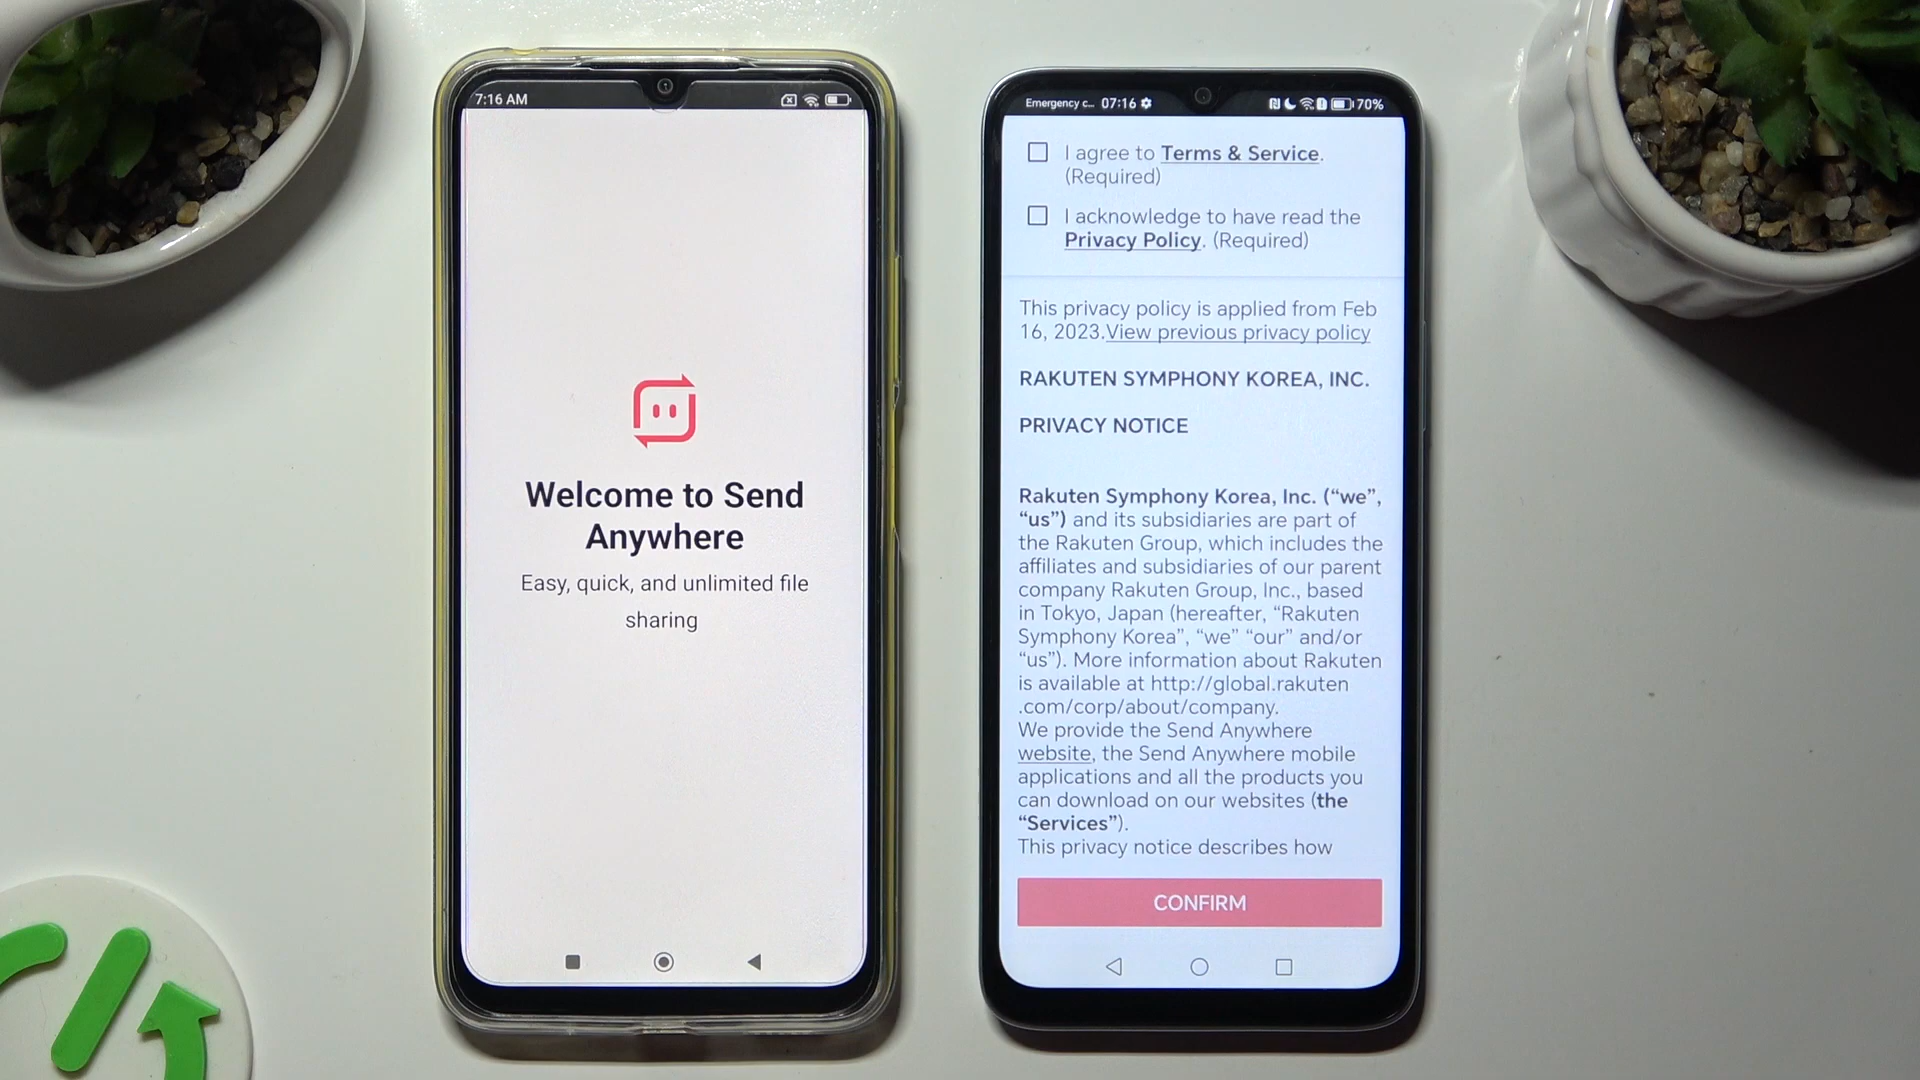 7:16 AM
Welcome to Send
Anywhere
Easy, quick, and unlimited file
sharing
Emergency c... 07:16 70%
I agree to Terms & Service.
(Required)
I acknowledge to have read the
Privacy Policy. (Required)
This privacy policy is applied from Feb
16, 2023.View previous privacy policy
RAKUTEN SYMPHONY KOREA, INC.
PRIVACY NOTICE
Rakuten Symphony Korea, Inc. (“we”,
“us”) and its subsidiaries are part of
the Rakuten Group, which includes the
affiliates and subsidiaries of our parent
company Rakuten Group, Inc., based
in Tokyo, Japan (hereafter, “Rakuten
Symphony Korea”, “we” “our” and/or
“us”). More information about Rakuten
is available at http://global.rakuten
.com/corp/about/company.
We provide the Send Anywhere
website, the Send Anywhere mobile
applications and all the products you
can download on our websites (the
“Services”).
This privacy notice describes how
CONFIRM